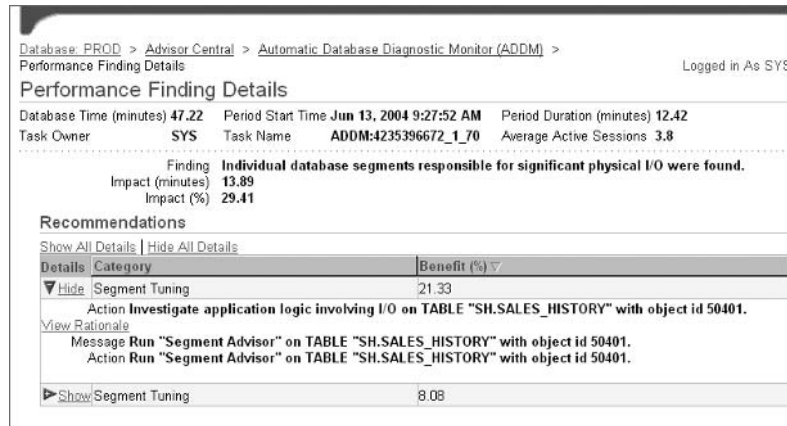 Database: PROD > Advisor Central > Automatic Database Diagnostic Monitor (ADDM) >
Performance Finding Details
Logged in As SYS
Performance Finding Details
Database Time (minutes) 47.22 Period Start Time Jun 13, 2004 9:27:52 AM Period Duration (minutes) 12.42
Task Owner SYS Task Name ADDM:4235396672_1_70 Average Active Sessions 3.8
Finding Individual database segments responsible for significant physical I/O were found.
Impact (minutes) 13.89
Impact (%) 29.41
Recommendations
Show All Details | Hide All Details
Details Category Benefit (%)
Hide Segment Tuning 21.33
Action Investigate application logic involving I/O on TABLE "SH.SALES_HISTORY" with object id 50401.
View Rationale
Message Run "Segment Advisor" on TABLE "SH.SALES_HISTORY" with object id 50401.
Action Run "Segment Advisor" on TABLE "SH.SALES_HISTORY" with object id 50401.
Show Segment Tuning 8.08